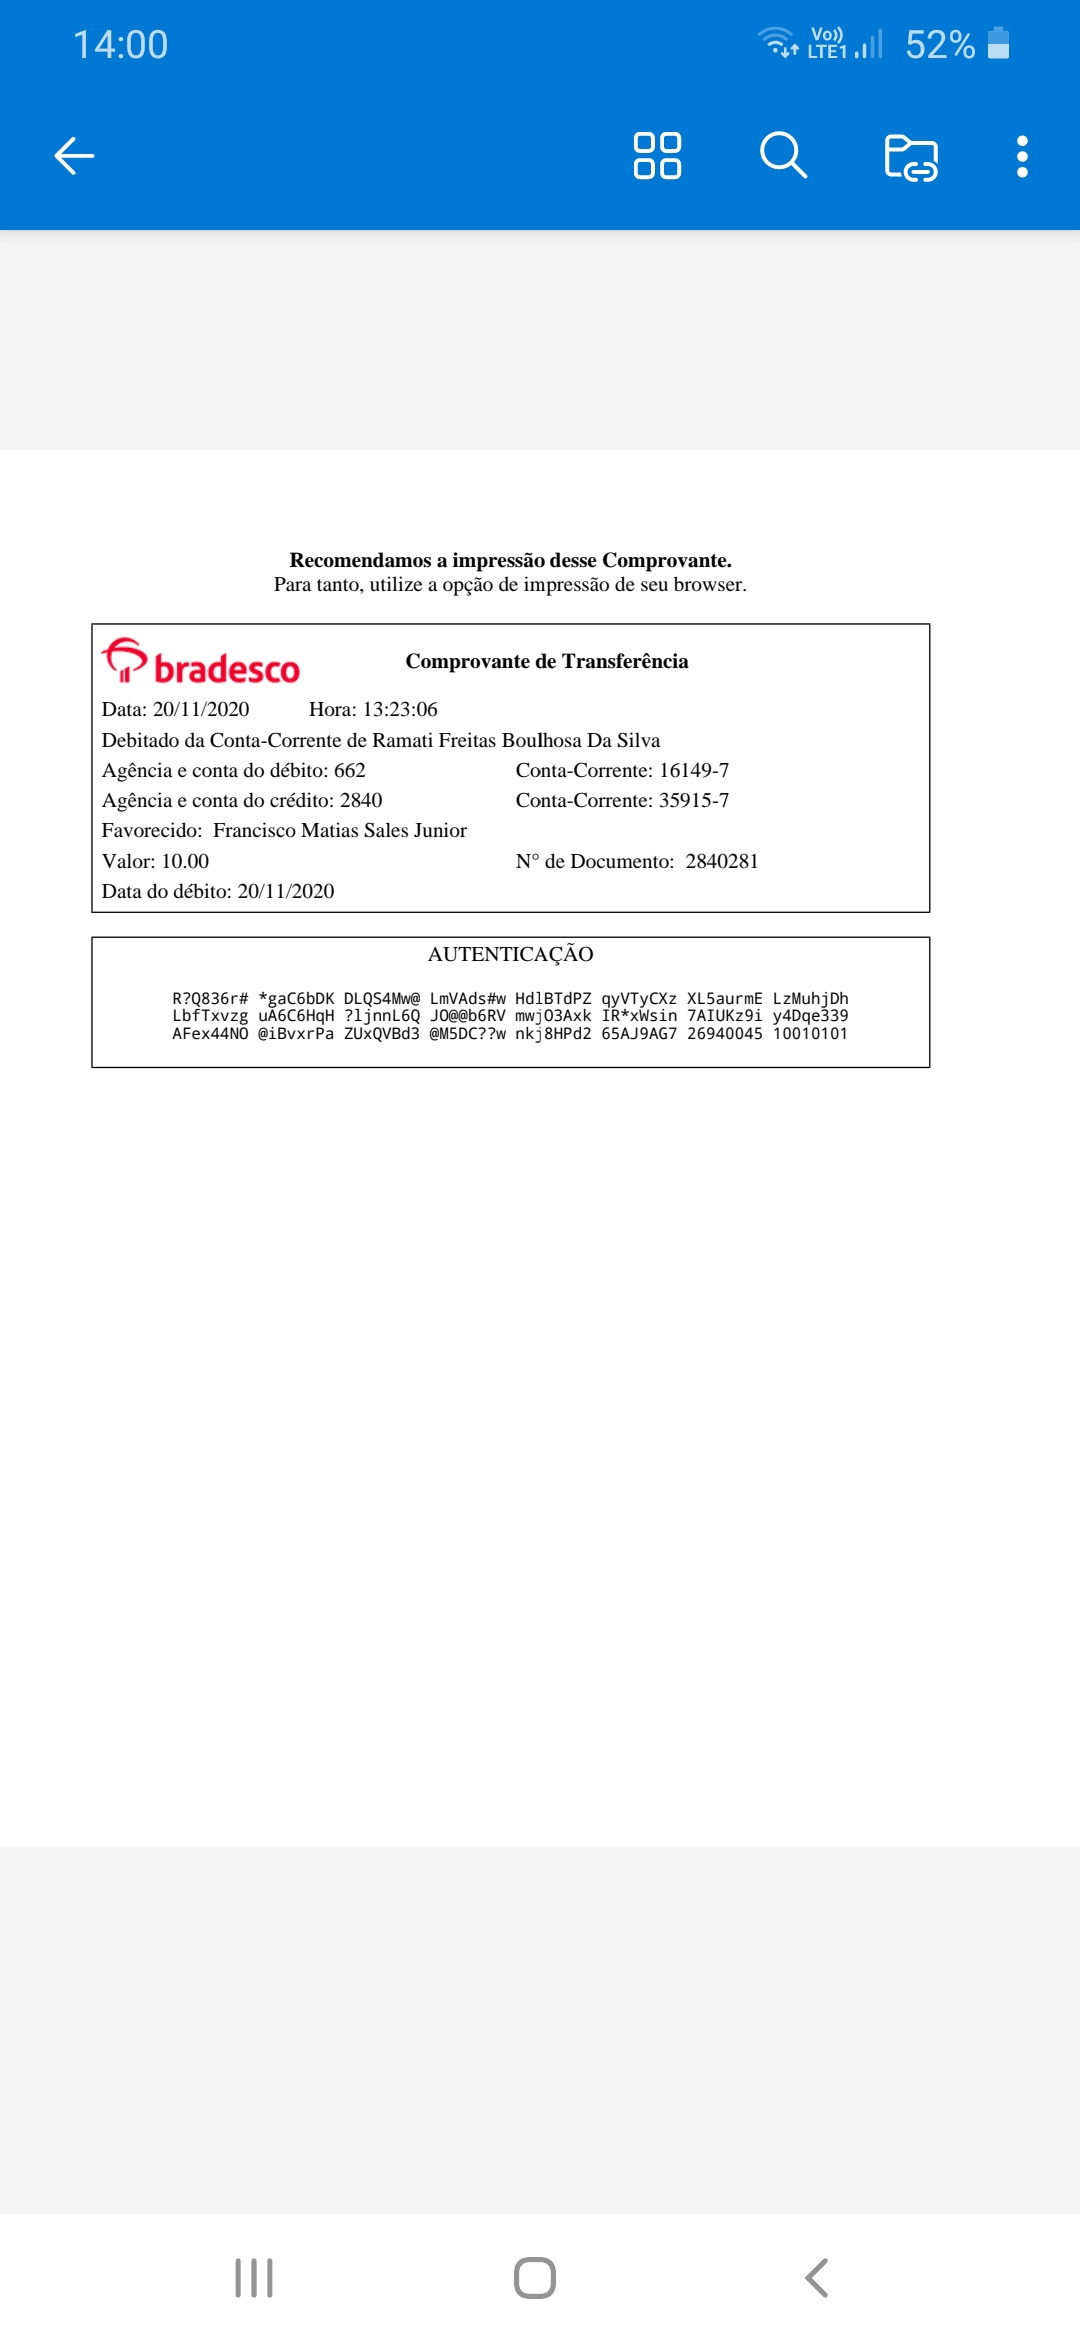 14:00 Vo)) LTE1 52%
Recomendamos a impressão desse Comprovante.
Para tanto, utilize a opção de impressão de seu browser.
bradesco Comprovante de Transferência
Data: 20/11/2020 Hora: 13:23:06
Debitado da Conta-Corrente de Ramati Freitas Boulhosa Da Silva
Agência e conta do débito: 662 Conta-Corrente: 16149-7
Agência e conta do crédito: 2840 Conta-Corrente: 35915-7
Favorecido: Francisco Matias Sales Junior
Valor: 10.00 N° de Documento: 2840281
Data do débito: 20/11/2020
AUTENTICAÇÃO
R?Q836r# *gaC6bDK DLQS4Mw@ LmVAds#w HdlBTdPZ qyVTyCXz XL5aurmE LzMuhjDh
LbfTxvzg uA6C6HqH ?ljnnL6Q JO@@b6RV mwjO3Axk IR*xWsin 7AIUKz9i y4Dqe339
AFex44NO @iBvxrPa ZUxQVBd3 @M5DC??w nkj8HPd2 65AJ9AG7 26940045 10010101